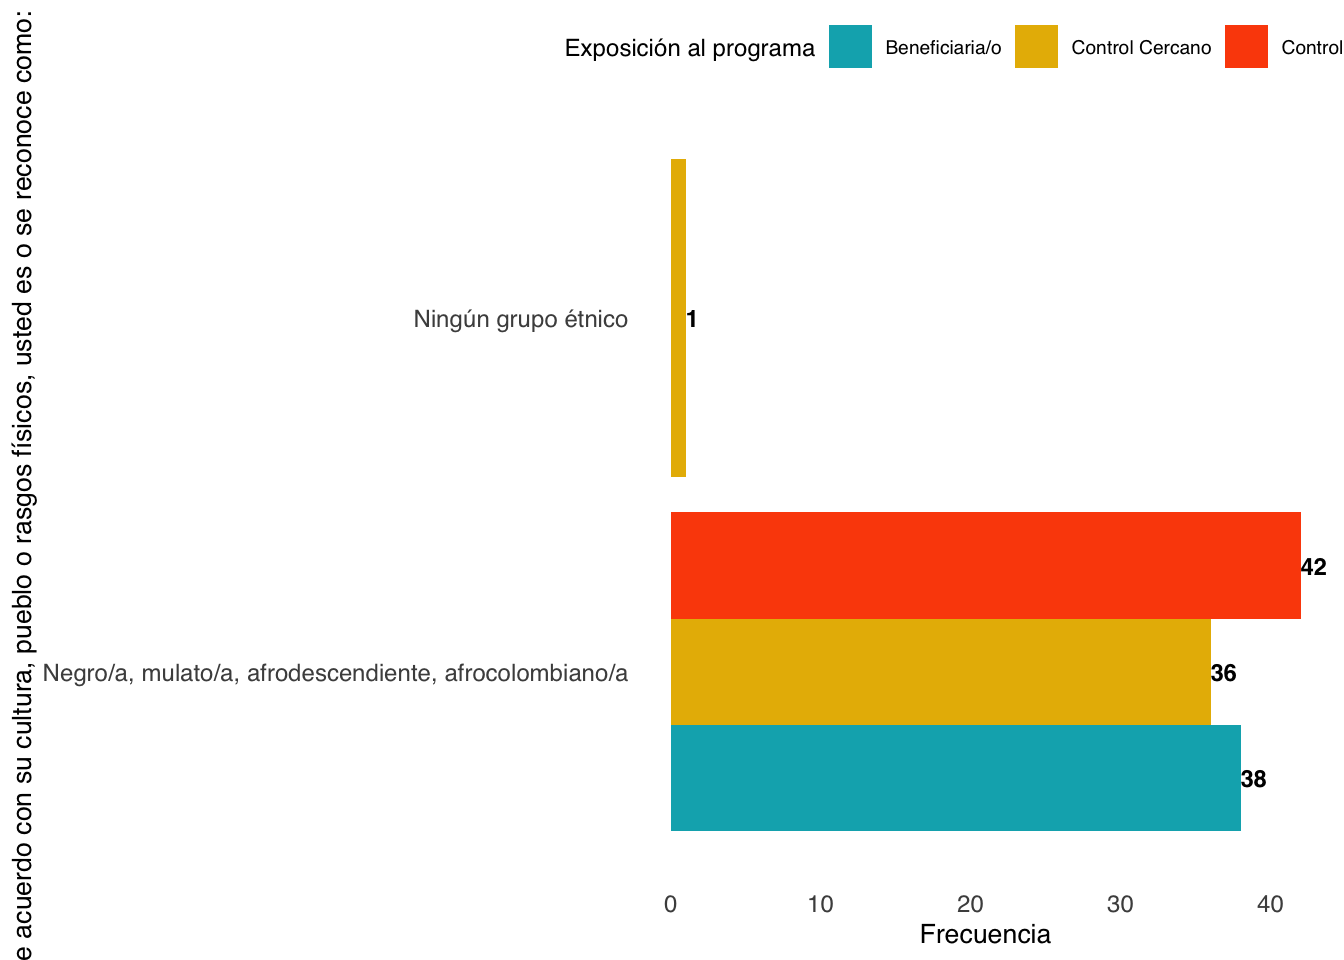 Exposición al programa
Beneficiaria/o
Control Cercano
Control
e acuerdo con su cultura, pueblo o rasgos físicos, usted es o se reconoce como:
Ningún grupo étnico
1
42
Negro/a, mulato/a, afrodescendiente, afrocolombiano/a
36
38
0 10 20 30 40
Frecuencia